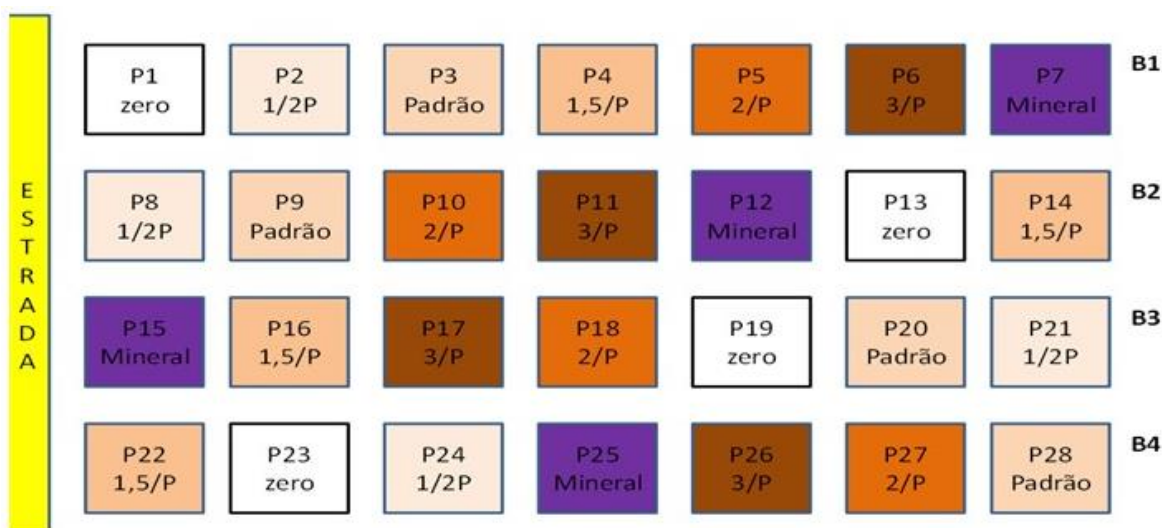 ESTRADA
P1
zero
P2
1/2P
P3
Padrão
P4
1,5/P
P5
2/P
P6
3/P
P7
Mineral
B1
P8
1/2P
P9
Padrão
P10
2/P
P11
3/P
P12
Mineral
P13
zero
P14
1,5/P
B2
P15
Mineral
P16
1,5/P
P17
3/P
P18
2/P
P19
zero
P20
Padrão
P21
1/2P
B3
P22
1,5/P
P23
zero
P24
1/2P
P25
Mineral
P26
3/P
P27
2/P
P28
Padrão
B4